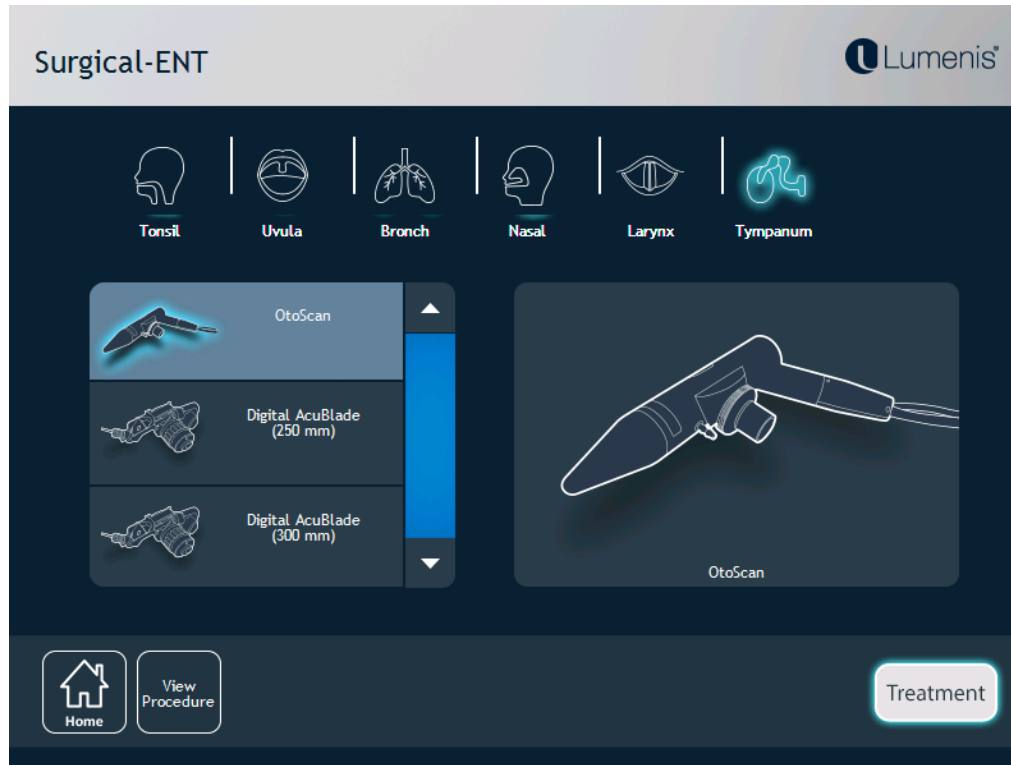 Surgical-ENT
Lumenis®
Tonsil
Uvula
Bronch
Nasal
Larynx
Tympanum
OtoScan
Digital AcuBlade
(250 mm)
Digital AcuBlade
(300 mm)
OtoScan
Home
View
Procedure
Treatment